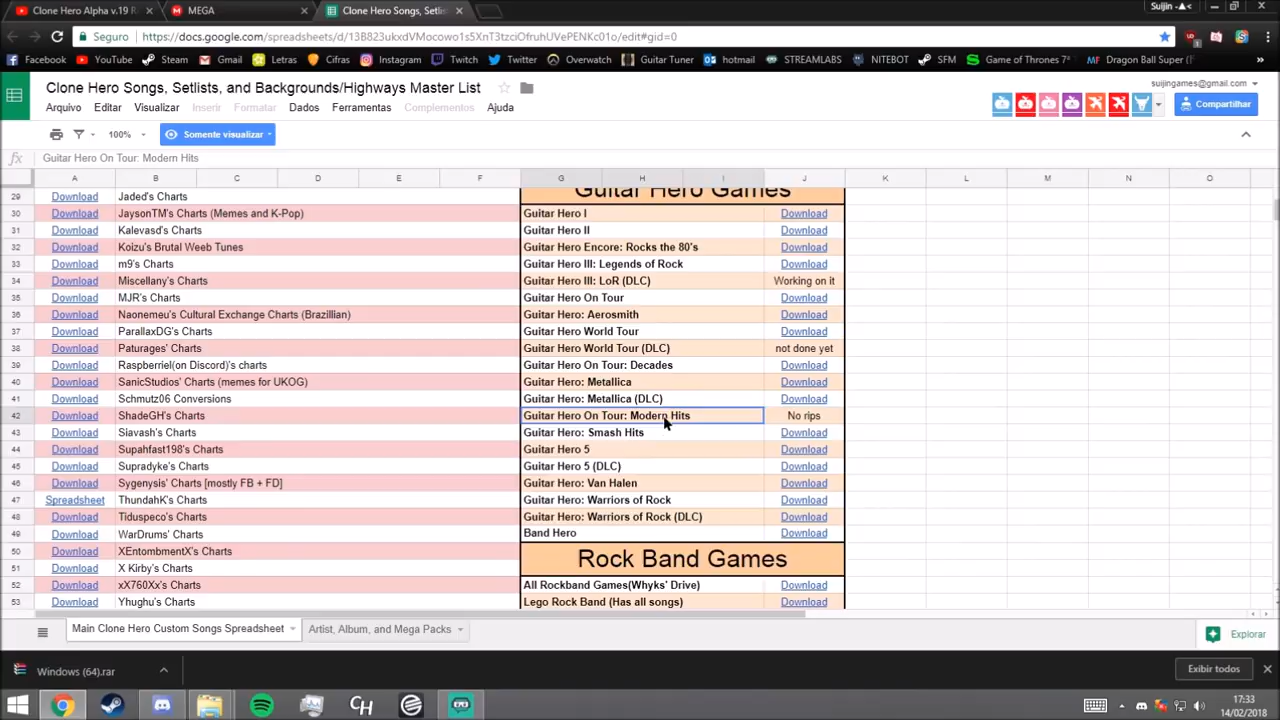 Clone Hero Alpha v.19 R
MEGA
Clone Hero Songs, Setlis
Suijin
Seguro
https://docs.google.com/spreadsheets/d/13B823ukxdVMocowo1s5XnT3tzciOfruhUVePENKc01o/edit#gid=0
Facebook YouTube Steam Gmail Letras Cifras Instagram Twitch Twitter Overwatch Guitar Tuner hotmail STREAMLABS NITEBOT SFM Game of Thrones 7ª Dragon Ball Super (
Clone Hero Songs, Setlists, and Backgrounds/Highways Master List
suijingames@gmail.com
Arquivo Editar Visualizar Inserir Formatar Dados Ferramentas Complementos Ajuda
Compartilhar
100% Somente visualizar
fx Guitar Hero On Tour: Modern Hits
A B C D E F G H I J K L M N O
Guitar Hero Games
29 Download Jaded's Charts
30 Download JaysonTM's Charts (Memes and K-Pop) Guitar Hero I Download
31 Download Kalevasd's Charts Guitar Hero II Download
32 Download Koizu's Brutal Weeb Tunes Guitar Hero Encore: Rocks the 80's Download
33 Download m9's Charts Guitar Hero III: Legends of Rock Download
34 Download Miscellany's Charts Guitar Hero III: LoR (DLC) Working on it
35 Download MJR's Charts Guitar Hero On Tour Download
36 Download Naonemeu's Cultural Exchange Charts (Brazillian) Guitar Hero: Aerosmith Download
37 Download ParallaxDG's Charts Guitar Hero World Tour Download
38 Download Paturages' Charts Guitar Hero World Tour (DLC) not done yet
39 Download Raspberriel(on Discord)'s charts Guitar Hero On Tour: Decades Download
40 Download SanicStudios' Charts (memes for UKOG) Guitar Hero: Metallica Download
41 Download Schmutz06 Conversions Guitar Hero: Metallica (DLC) Download
42 Download ShadeGH's Charts Guitar Hero On Tour: Modern Hits No rips
43 Download Siavash's Charts Guitar Hero: Smash Hits Download
44 Download Supahfast198's Charts Guitar Hero 5 Download
45 Download Supradyke's Charts Guitar Hero 5 (DLC) Download
46 Download Sygenysis' Charts [mostly FB + FD] Guitar Hero: Van Halen Download
47 Spreadsheet ThundahK's Charts Guitar Hero: Warriors of Rock Download
48 Download Tiduspeco's Charts Guitar Hero: Warriors of Rock (DLC) Download
49 Download WarDrums' Charts Band Hero Download
50 Download XEntombmentX's Charts
Rock Band Games
51 Download X Kirby's Charts
52 Download xX760Xx's Charts All Rockband Games(Whyks' Drive) Download
53 Download Yhughu's Charts Lego Rock Band (Has all songs) Download
Main Clone Hero Custom Songs Spreadsheet Artist, Album, and Mega Packs
Explorar
Windows (64).rar
Exibir todos
17:33
14/02/2018